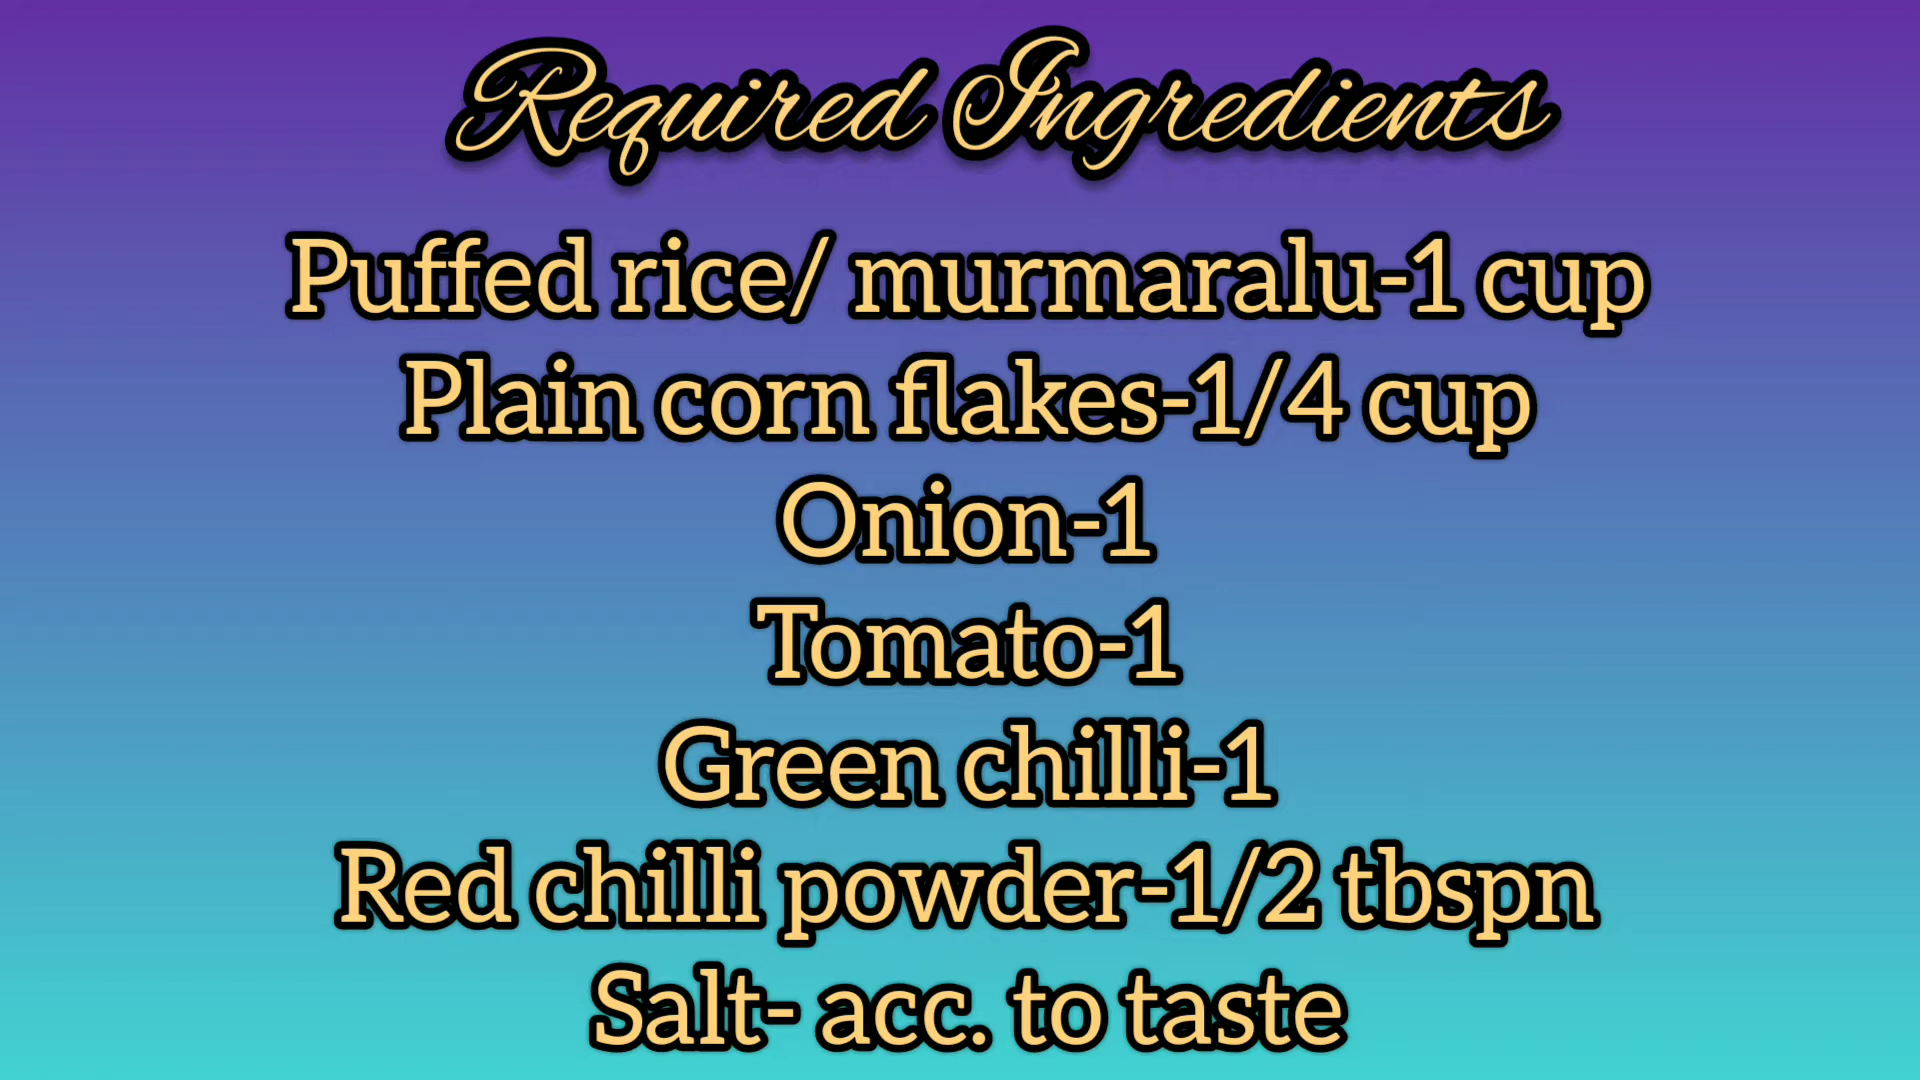 Required Ingredients
Puffed rice/ murmaralu-1 cup
Plain corn flakes-1/4 cup
Onion-1
Tomato-1
Green chilli-1
Red chilli powder-1/2 tbspn
Salt- acc. to taste